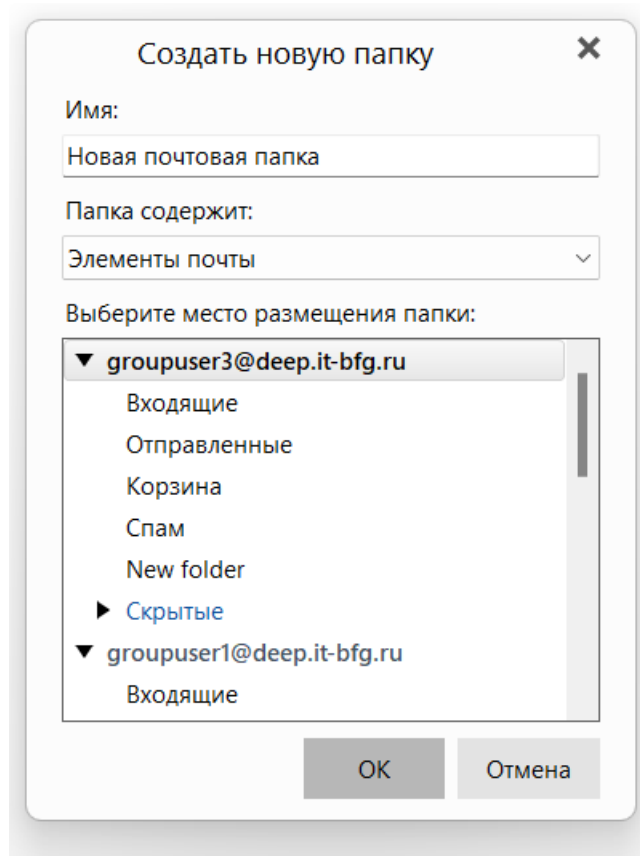 Создать новую папку
Имя:
Новая почтовая папка
Папка содержит:
Элементы почты
Выберите место размещения папки:
groupuser3@deep.it-bfg.ru
Входящие
Отправленные
Корзина
Спам
New folder
Скрытые
groupuser1@deep.it-bfg.ru
Входящие
ОК Отмена